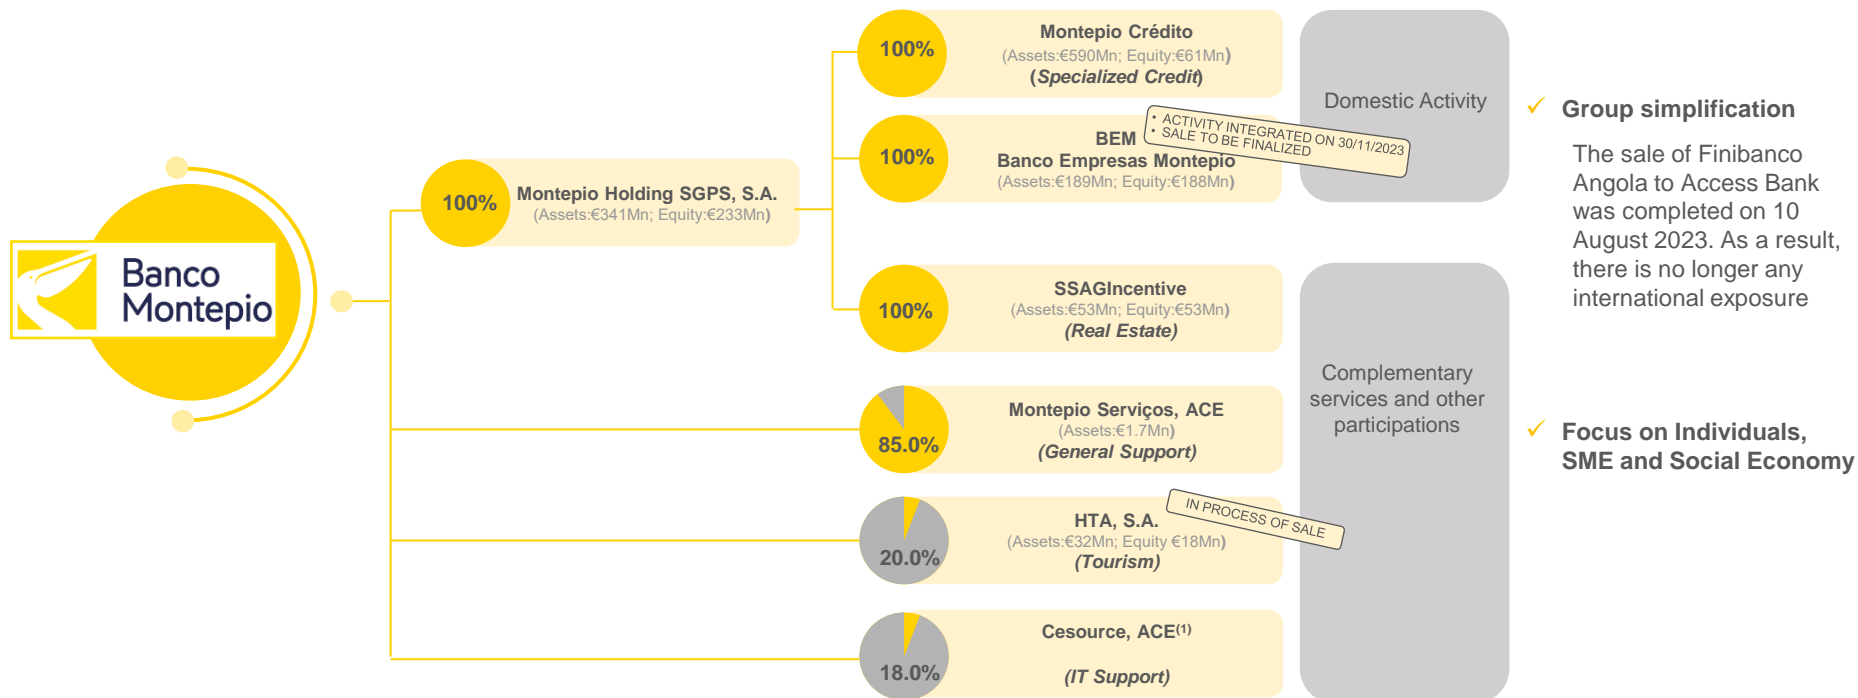 Banco
Montepio
100%
Montepio Holding SGPS, S.A.
(Assets:€341Mn; Equity:€233Mn)
100%
Montepio Crédito
(Assets:€590Mn; Equity:€61Mn)
(Specialized Credit)
100%
BEM
Banco Empresas Montepio
(Assets:€189Mn; Equity:€188Mn)
• ACTIVITY INTEGRATED ON 30/11/2023
• SALE TO BE FINALIZED
100%
SSAGIncentive
(Assets:€53Mn; Equity:€53Mn)
(Real Estate)
85.0%
Montepio Serviços, ACE
(Assets:€1.7Mn)
(General Support)
20.0%
HTA, S.A.
(Assets:€32Mn; Equity €18Mn)
(Tourism)
IN PROCESS OF SALE
18.0%
Cesource, ACE(1)
(IT Support)
Domestic Activity
Complementary
services and other
participations
✓ Group simplification
The sale of Finibanco
Angola to Access Bank
was completed on 10
August 2023. As a result,
there is no longer any
international exposure
✓ Focus on Individuals,
SME and Social Economy